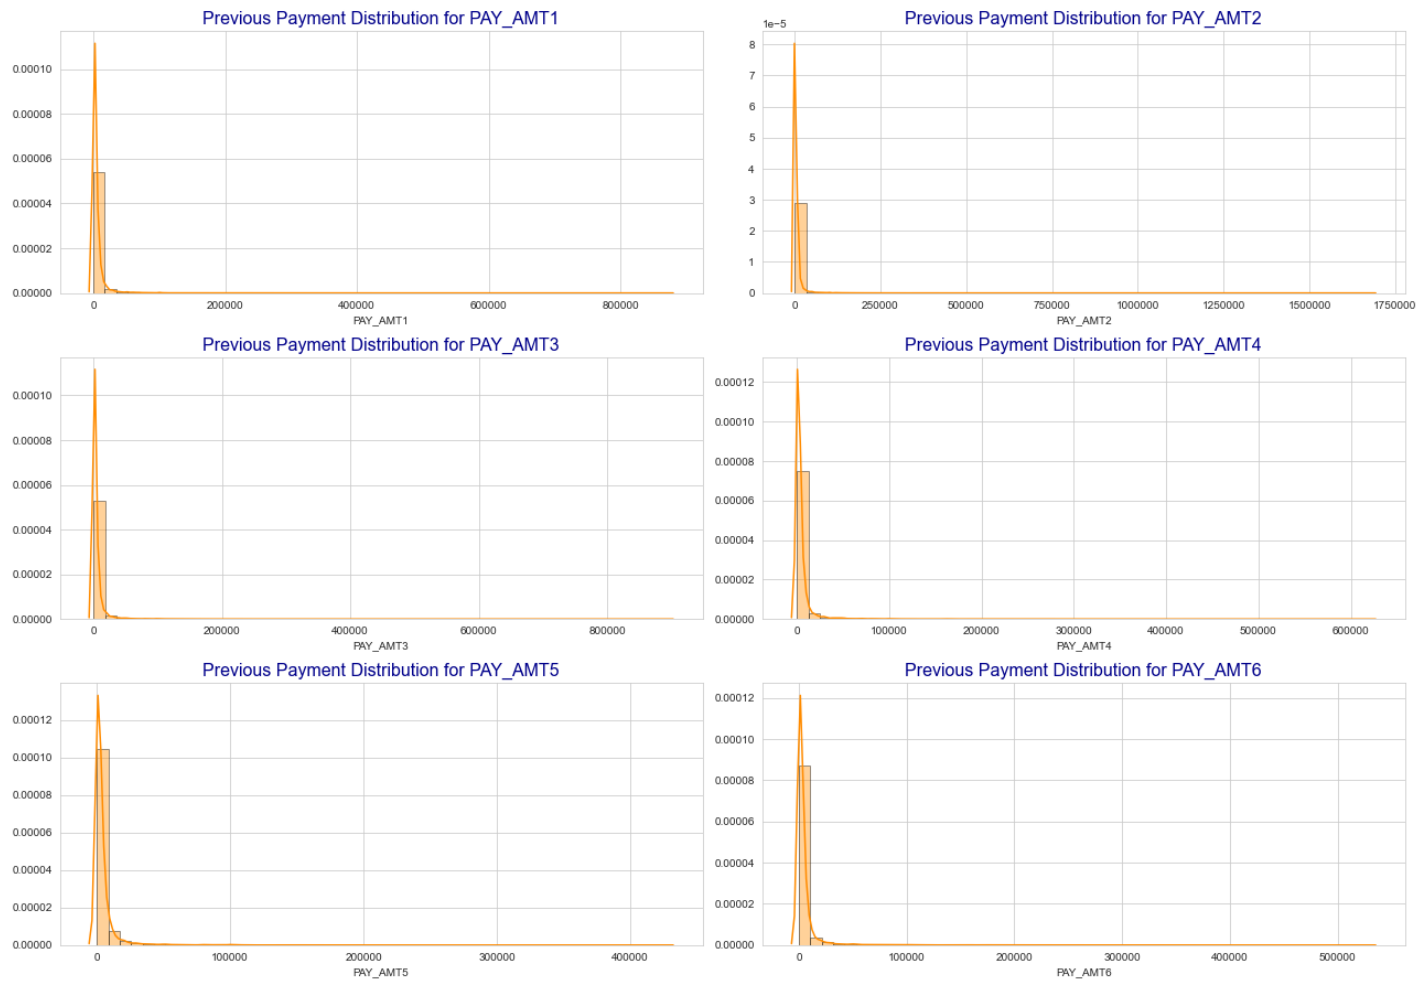 Previous Payment Distribution for PAY_AMT1
0.00010
0.00008
0.00006
0.00004
0.00002
0.00000
0 200000 400000 600000 800000
PAY_AMT1
Previous Payment Distribution for PAY_AMT2
1e−5
8
7
6
5
4
3
2
1
0
0 250000 500000 750000 1000000 1250000 1500000 1750000
PAY_AMT2
Previous Payment Distribution for PAY_AMT3
0.00010
0.00008
0.00006
0.00004
0.00002
0.00000
0 200000 400000 600000 800000
PAY_AMT3
Previous Payment Distribution for PAY_AMT4
0.00012
0.00010
0.00008
0.00006
0.00004
0.00002
0.00000
0 100000 200000 300000 400000 500000 600000
PAY_AMT4
Previous Payment Distribution for PAY_AMT5
0.00012
0.00010
0.00008
0.00006
0.00004
0.00002
0.00000
0 100000 200000 300000 400000
PAY_AMT5
Previous Payment Distribution for PAY_AMT6
0.00012
0.00010
0.00008
0.00006
0.00004
0.00002
0.00000
0 100000 200000 300000 400000 500000
PAY_AMT6